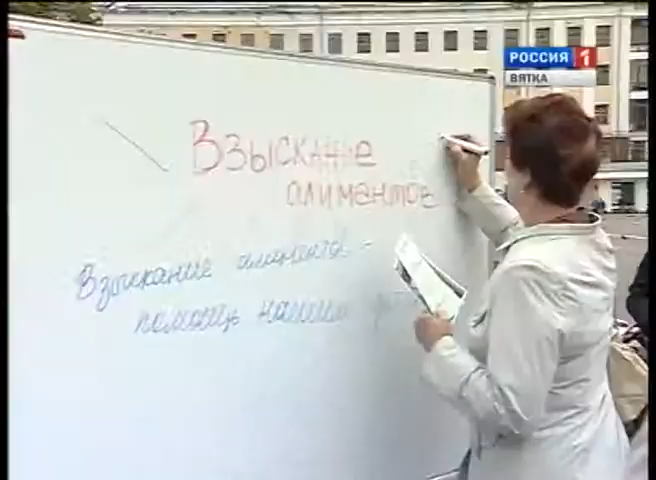 РОССИЯ 1
ВЯТКА
Взыскание
алиментов
Взыскание алиментов -
помощь нашим